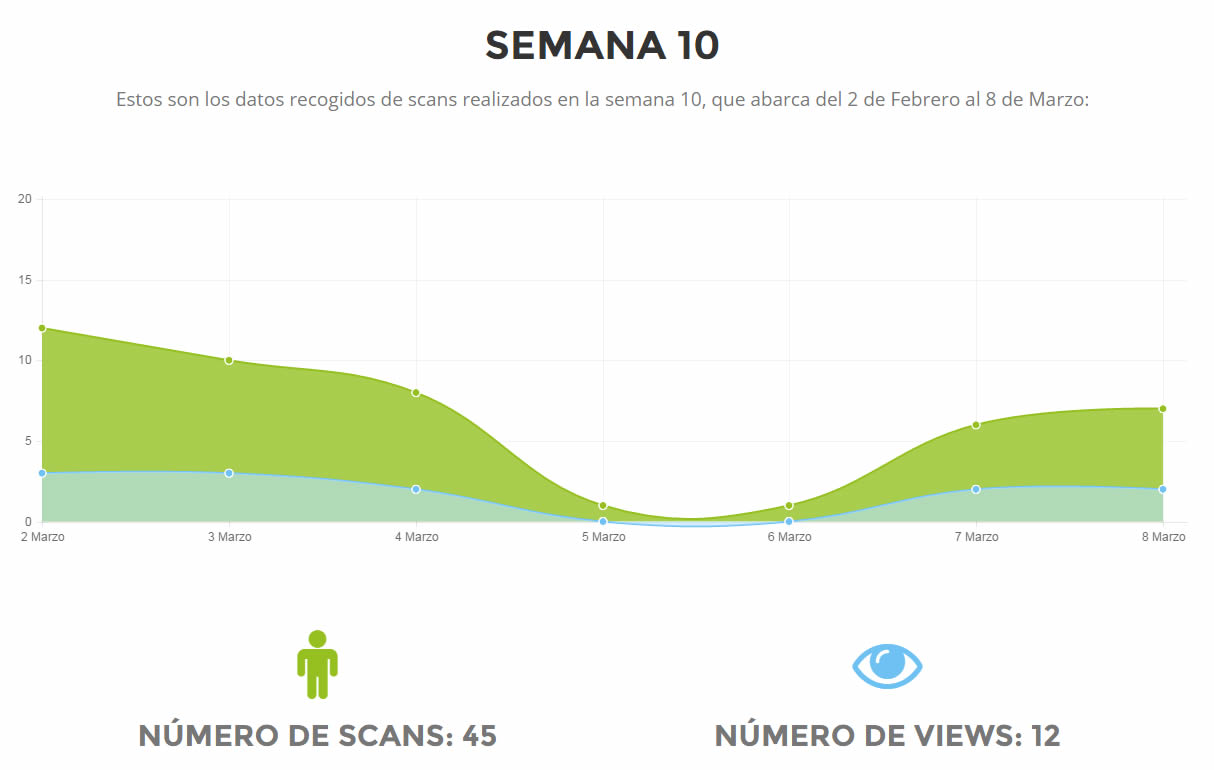 SEMANA 10
Estos son los datos recogidos de scans realizados en la semana 10, que abarca del 2 de Febrero al 8 de Marzo:
20
15
10
5
0
2 Marzo 3 Marzo 4 Marzo 5 Marzo 6 Marzo 7 Marzo 8 Marzo
NÚMERO DE SCANS: 45 NÚMERO DE VIEWS: 12